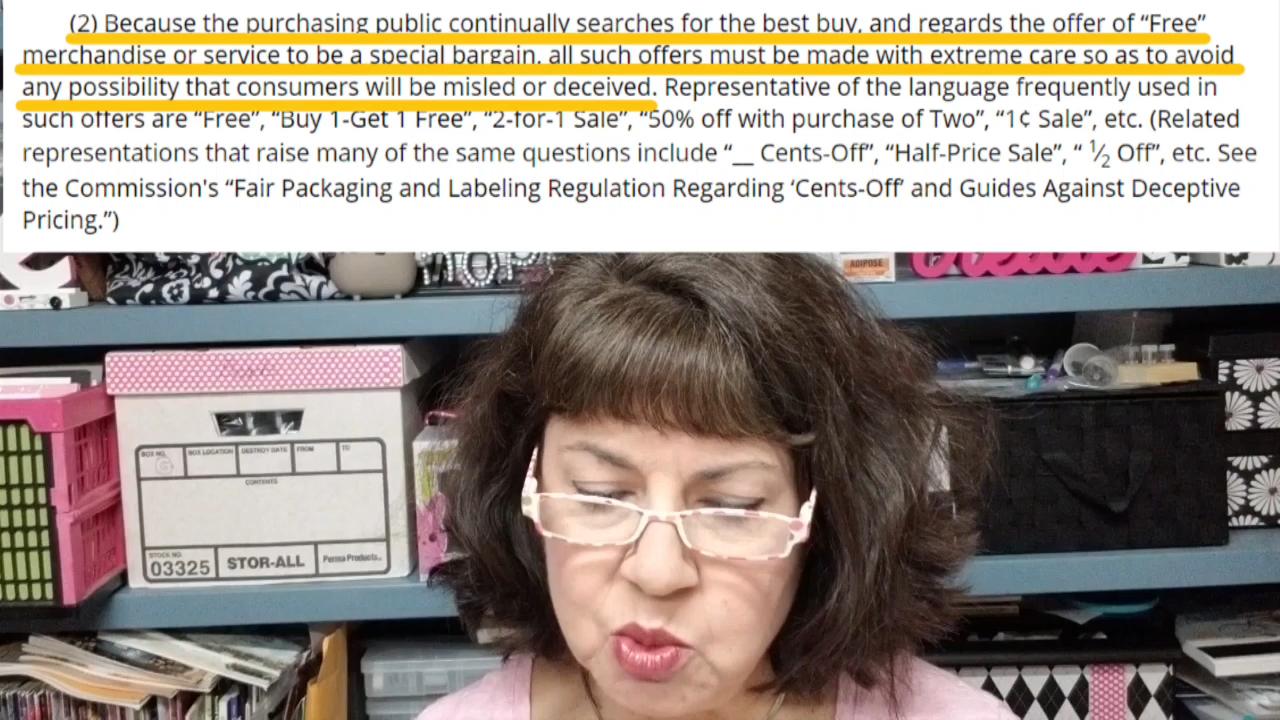 (2) Because the purchasing public continually searches for the best buy, and regards the offer of “Free”
merchandise or service to be a special bargain, all such offers must be made with extreme care so as to avoid
any possibility that consumers will be misled or deceived. Representative of the language frequently used in
such offers are “Free”, “Buy 1-Get 1 Free”, “2-for-1 Sale”, “50% off with purchase of Two”, “1¢ Sale”, etc. (Related
representations that raise many of the same questions include “__ Cents-Off”, “Half-Price Sale”, “ 1⁄2 Off”, etc. See
the Commission's “Fair Packaging and Labeling Regulation Regarding ‘Cents-Off’ and Guides Against Deceptive
Pricing.”)
ADIPOSE
BOX NO. BOX LOCATION DESTROY DATE FROM TO
CONTENTS
STOCK NO.
03325 STOR-ALL Perma Products